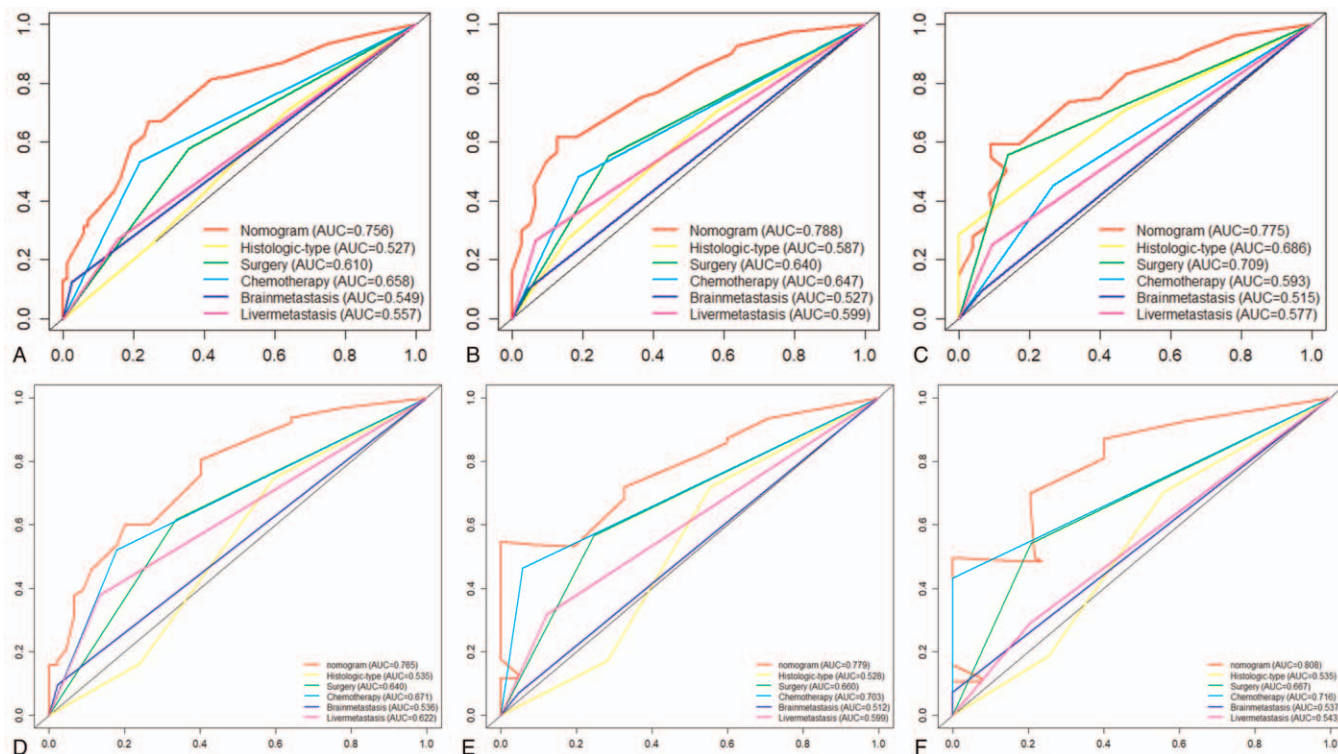 1.0
0.8
0.6
0.4
0.2
0.0
Nomogram (AUC=0.756)
Histologic-type (AUC=0.527)
Surgery (AUC=0.610)
Chemotherapy (AUC=0.658)
Brainmetastasis (AUC=0.549)
Livermetastasis (AUC=0.557)
A
0.0 0.2 0.4 0.6 0.8 1.0
1.0
0.8
0.6
0.4
0.2
0.0
Nomogram (AUC=0.788)
Histologic-type (AUC=0.587)
Surgery (AUC=0.640)
Chemotherapy (AUC=0.647)
Brainmetastasis (AUC=0.527)
Livermetastasis (AUC=0.599)
B
0.0 0.2 0.4 0.6 0.8 1.0
1.0
0.8
0.6
0.4
0.2
0.0
Nomogram (AUC=0.775)
Histologic-type (AUC=0.686)
Surgery (AUC=0.709)
Chemotherapy (AUC=0.593)
Brainmetastasis (AUC=0.515)
Livermetastasis (AUC=0.577)
C
0.0 0.2 0.4 0.6 0.8 1.0
1.0
0.8
0.6
0.4
0.2
0.0
nomogram (AUC=0.765)
Histologic-type (AUC=0.535)
Surgery (AUC=0.640)
Chemotherapy (AUC=0.671)
Brainmetastasis (AUC=0.536)
Livermetastasis (AUC=0.622)
D
0.0 0.2 0.4 0.6 0.8 1.0
1.0
0.8
0.6
0.4
0.2
0.0
nomogram (AUC=0.779)
Histologic-type (AUC=0.528)
Surgery (AUC=0.660)
Chemotherapy (AUC=0.703)
Brainmetastasis (AUC=0.512)
Livermetastasis (AUC=0.599)
E
0.0 0.2 0.4 0.6 0.8 1.0
1.0
0.8
0.6
0.4
0.2
0.0
nomogram (AUC=0.808)
Histologic-type (AUC=0.535)
Surgery (AUC=0.667)
Chemotherapy (AUC=0.716)
Brainmetastasis (AUC=0.537)
Livermetastasis (AUC=0.543)
F
0.0 0.2 0.4 0.6 0.8 1.0